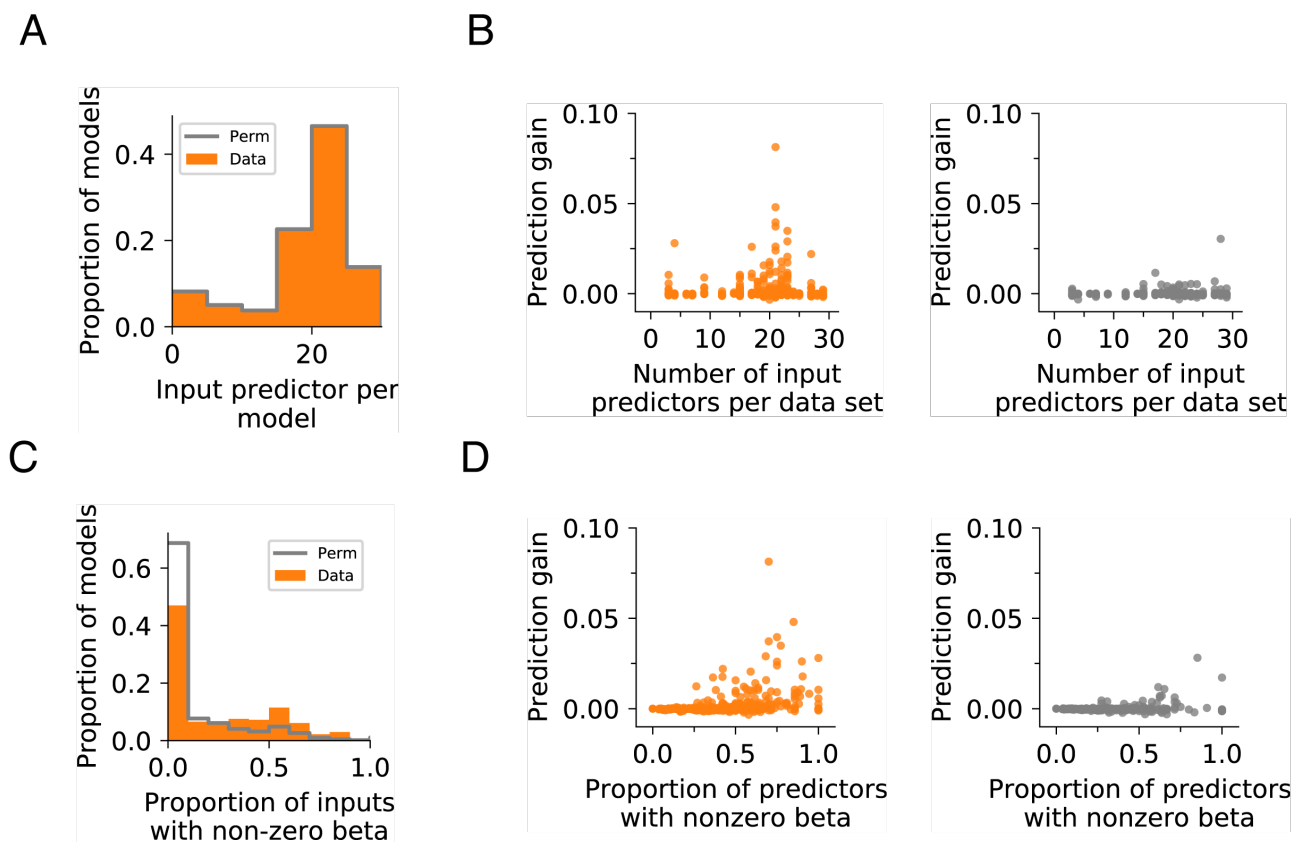 A
B
Proportion of models
0.4
0.2
0.0
Perm
Data
0
20
Input predictor per
model
Prediction gain
0.10
0.05
0.00
0
10
20
30
Number of input
predictors per data set
Prediction gain
0.10
0.05
0.00
0
10
20
30
Number of input
predictors per data set
C
D
Proportion of models
0.6
0.4
0.2
0.0
Perm
Data
0.0
0.5
1.0
Proportion of inputs
with non-zero beta
Prediction gain
0.10
0.05
0.00
0.0
0.5
1.0
Proportion of predictors
with nonzero beta
Prediction gain
0.10
0.05
0.00
0.0
0.5
1.0
Proportion of predictors
with nonzero beta